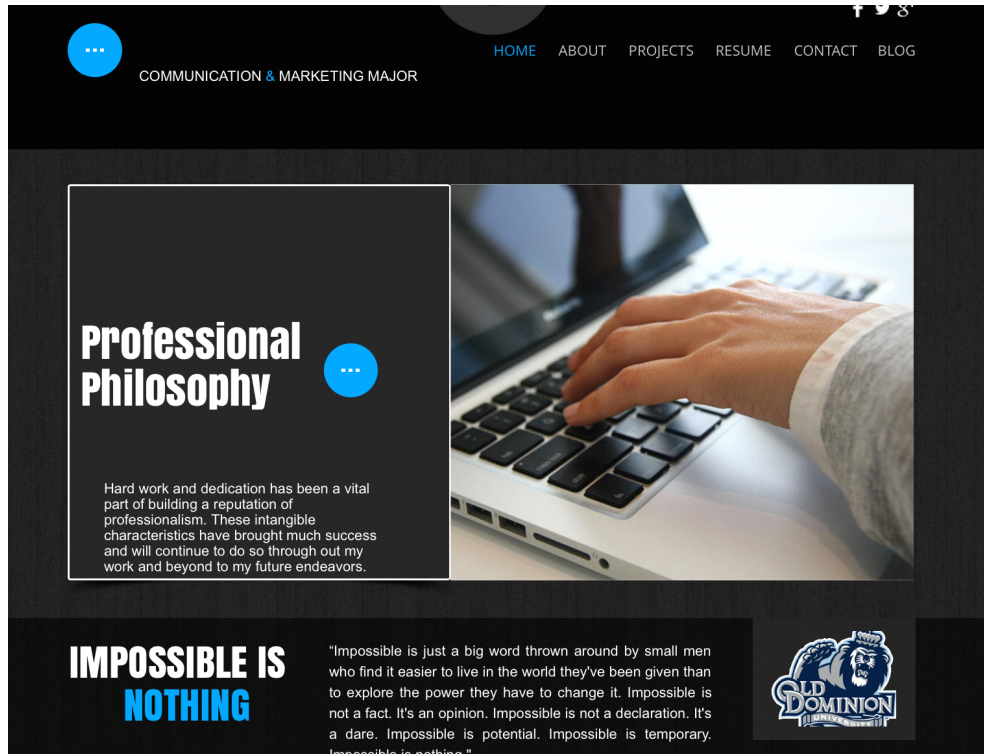 HOME ABOUT PROJECTS RESUME CONTACT BLOG
COMMUNICATION & MARKETING MAJOR
Professional
Philosophy
Hard work and dedication has been a vital
part of building a reputation of
professionalism. These intangible
characteristics have brought much success
and will continue to do so through out my
work and beyond to my future endeavors.
IMPOSSIBLE IS
NOTHING
“Impossible is just a big word thrown around by small men
who find it easier to live in the world they've been given than
to explore the power they have to change it. Impossible is
not a fact. It's an opinion. Impossible is not a declaration. It's
a dare. Impossible is potential. Impossible is temporary.
Impossible is nothing."
OLD
DOMINION
UNIVERSITY